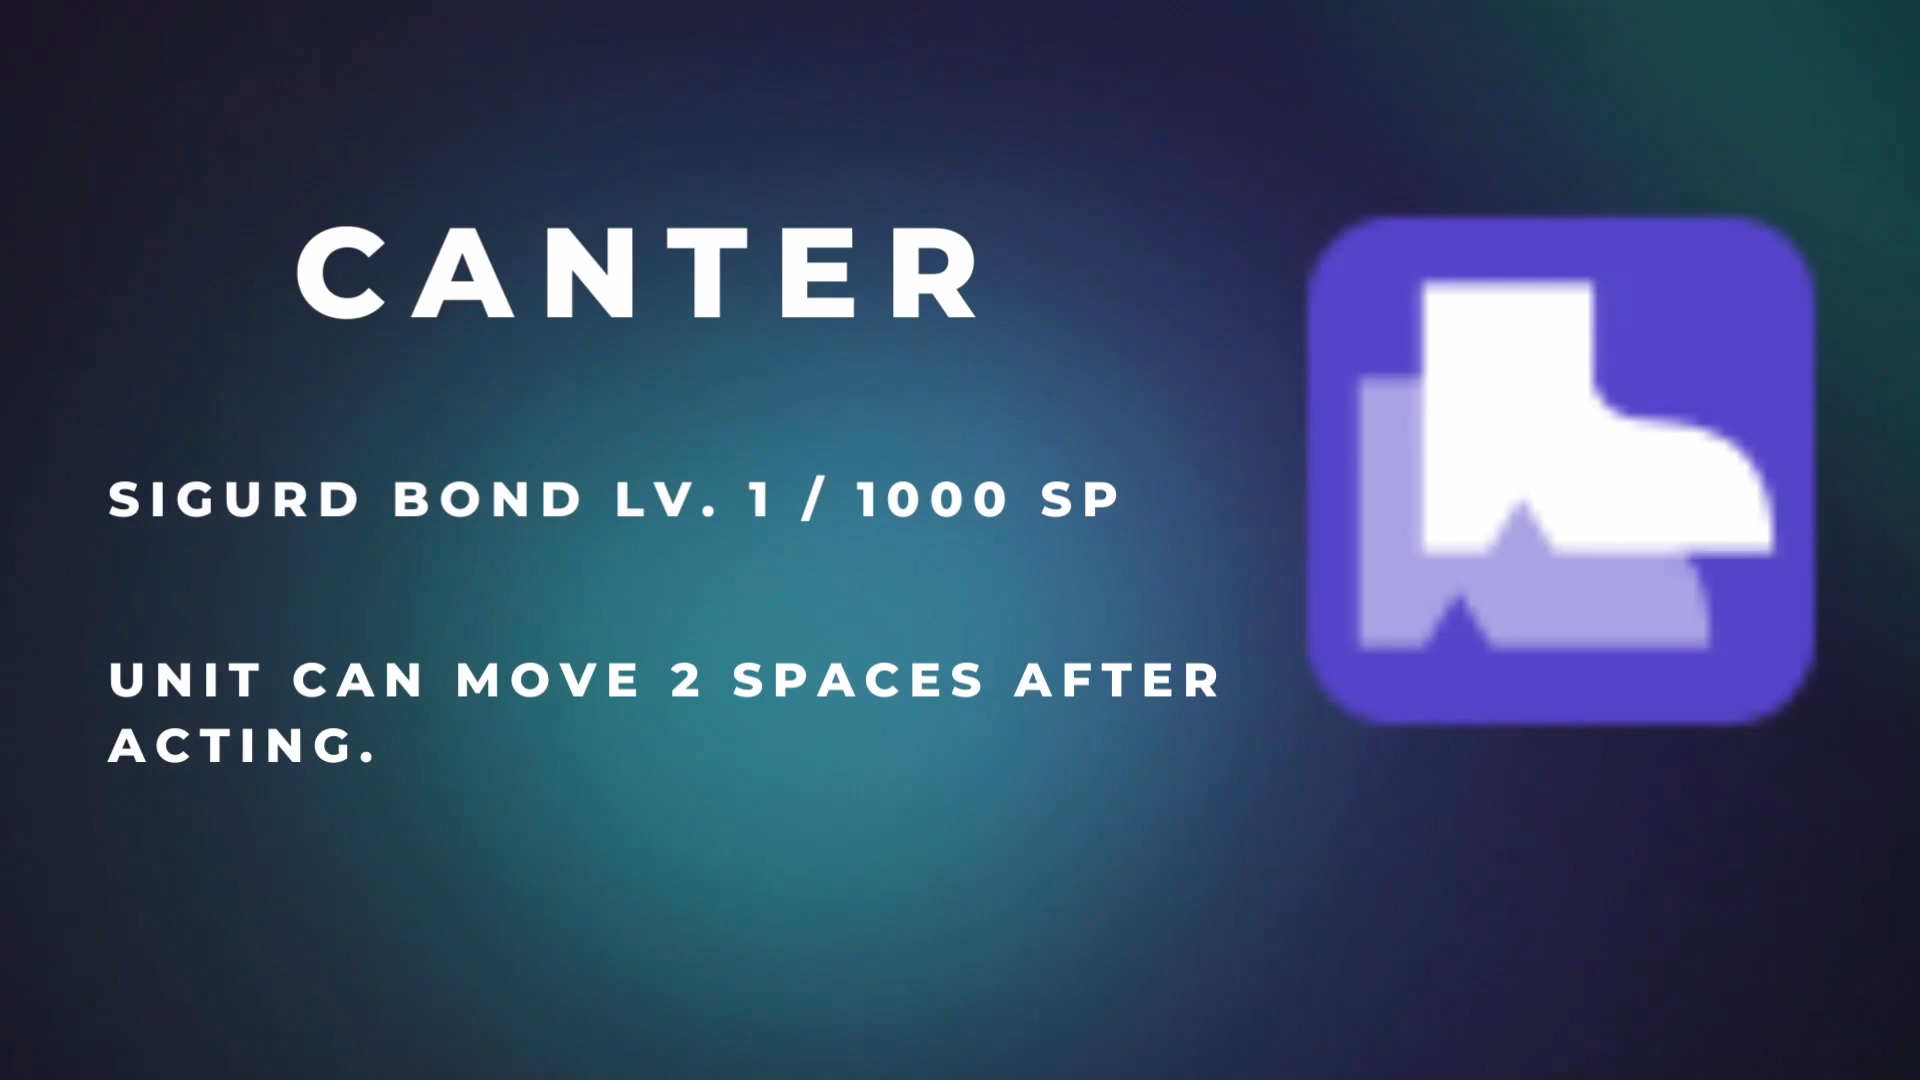 CANTER
SIGURD BOND LV. 1 / 1000 SP
UNIT CAN MOVE 2 SPACES AFTER
ACTING.